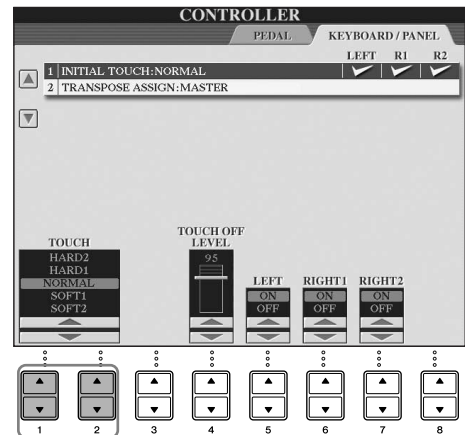 CONTROLLER
PEDAL KEYBOARD / PANEL
LEFT R1 R2
1 INITIAL TOUCH:NORMAL
2 TRANSPOSE ASSIGN:MASTER
TOUCH
HARD2
HARD1
NORMAL
SOFT1
SOFT2
TOUCH OFF
LEVEL
95
LEFT
ON
OFF
RIGHT1
ON
OFF
RIGHT2
ON
OFF
1 2 3 4 5 6 7 8